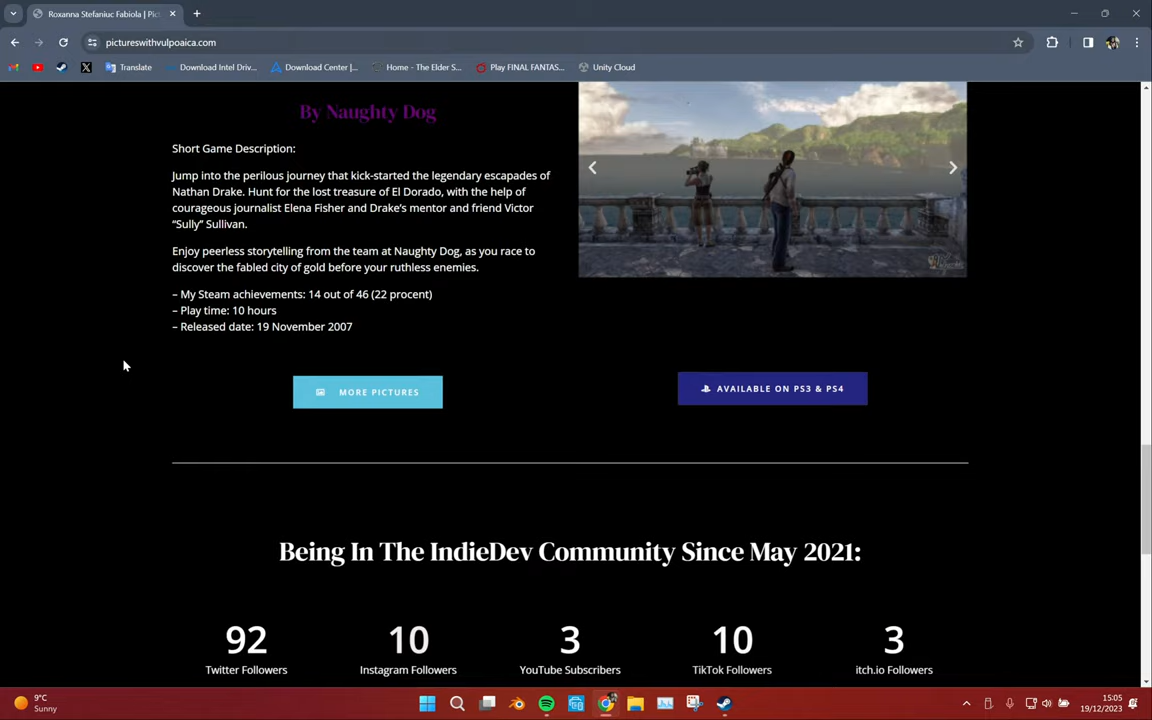 Roxanna Stefaniuc Fabiola | Pic
pictureswithvulpoaica.com
Translate
Download Intel Driv...
Download Center |...
Home - The Elder S...
Play FINAL FANTAS...
Unity Cloud
By Naughty Dog
Short Game Description:
Jump into the perilous journey that kick-started the legendary escapades of
Nathan Drake. Hunt for the lost treasure of El Dorado, with the help of
courageous journalist Elena Fisher and Drake’s mentor and friend Victor
“Sully” Sullivan.
Enjoy peerless storytelling from the team at Naughty Dog, as you race to
discover the fabled city of gold before your ruthless enemies.
– My Steam achievements: 14 out of 46 (22 procent)
– Play time: 10 hours
– Released date: 19 November 2007
MORE PICTURES
AVAILABLE ON PS3 & PS4
Being In The IndieDev Community Since May 2021:
92
10
3
10
3
Twitter Followers
Instagram Followers
YouTube Subscribers
TikTok Followers
itch.io Followers
9°C
Sunny
15:05
19/12/2023